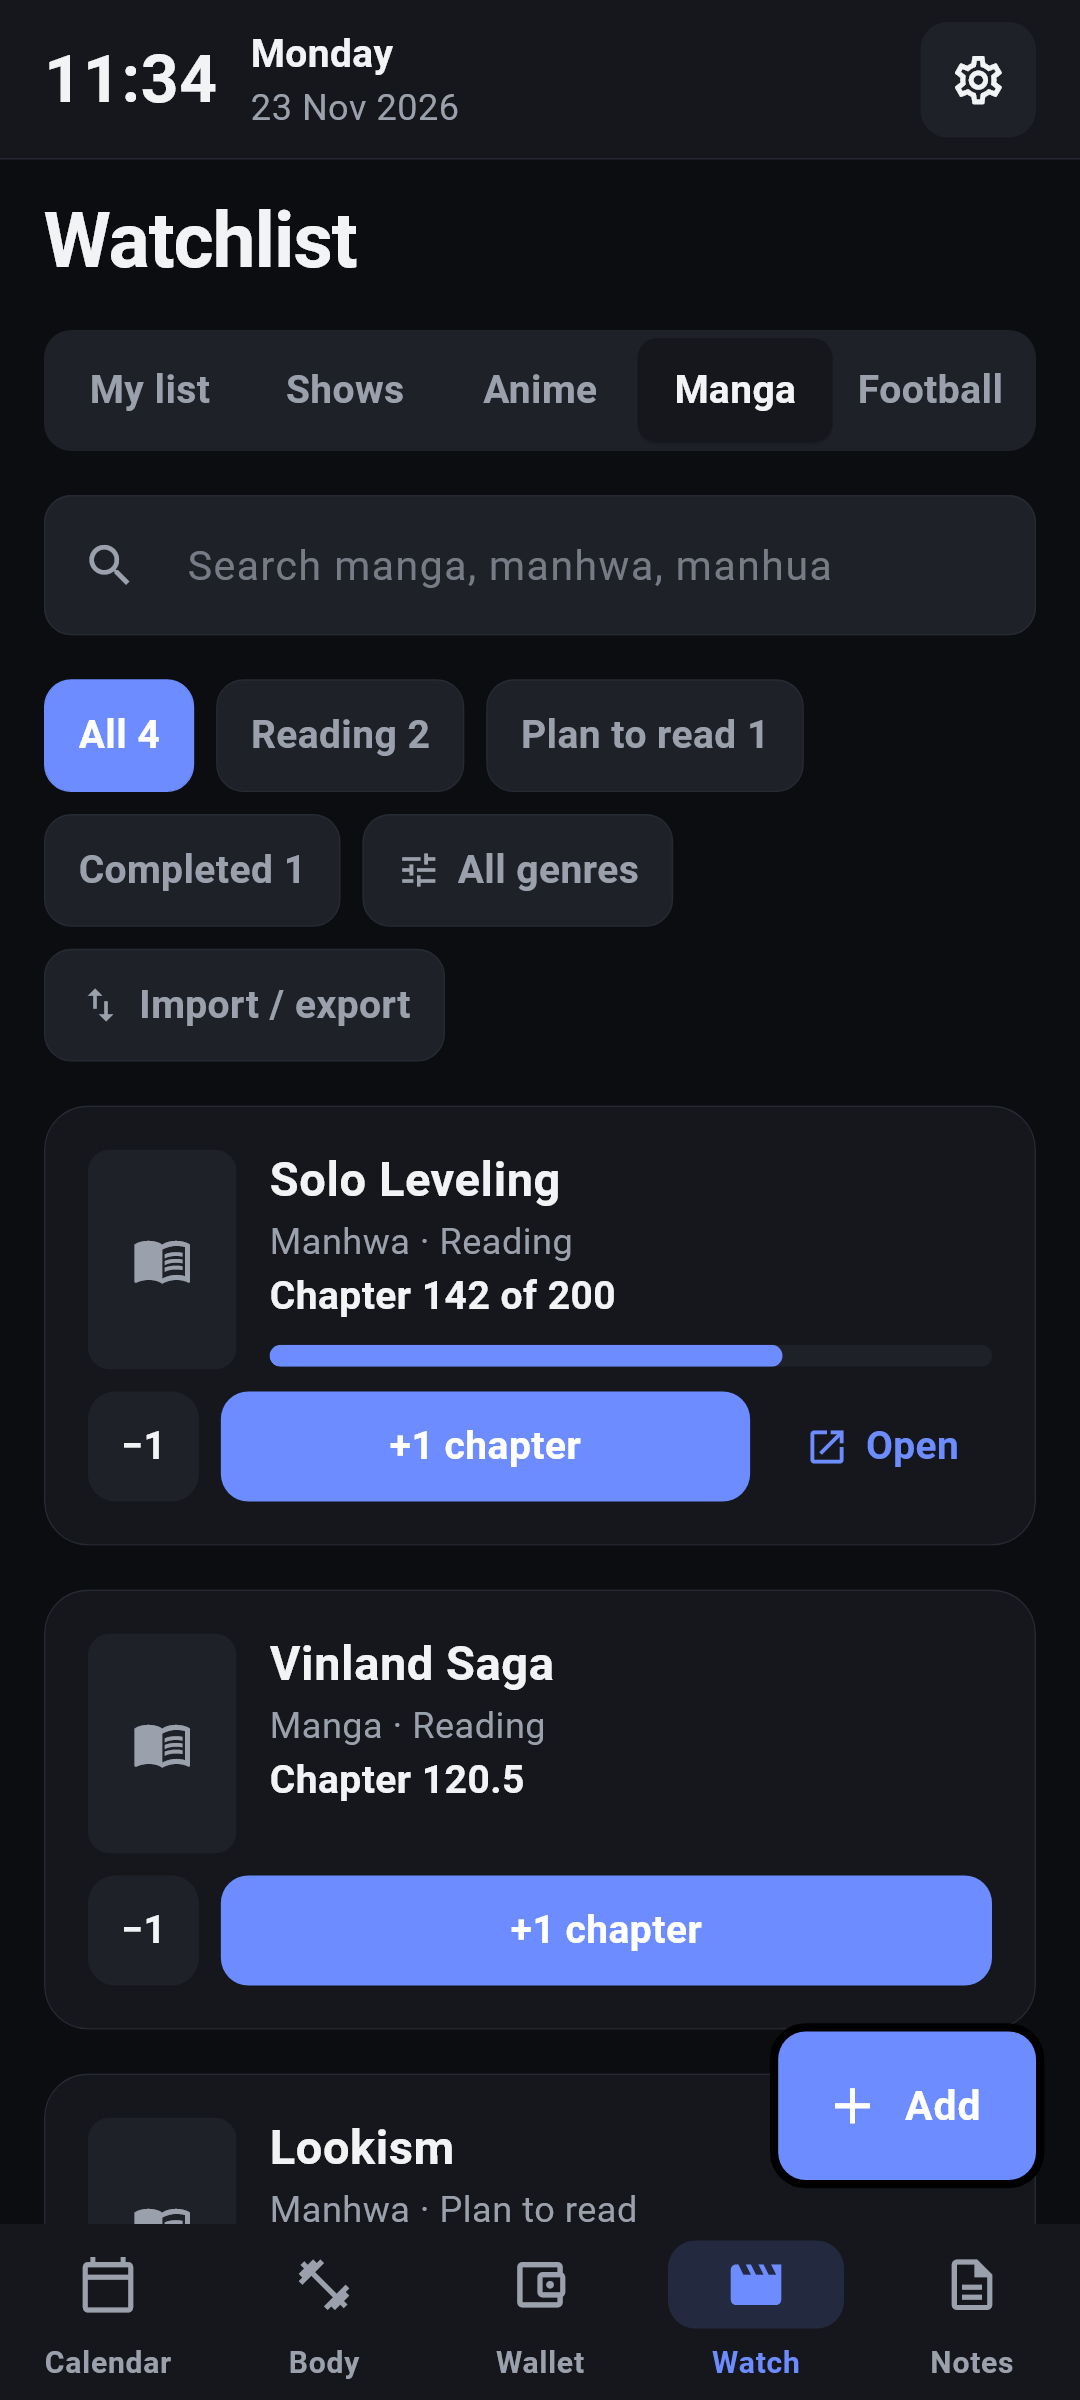 11:34
Monday
23 Nov 2026
Watchlist
My list
Shows
Anime
Manga
Football
Search manga, manhwa, manhua
All 4
Reading 2
Plan to read 1
Completed 1
All genres
Import / export
Solo Leveling
Manhwa · Reading
Chapter 142 of 200
−1
+1 chapter
Open
Vinland Saga
Manga · Reading
Chapter 120.5
−1
+1 chapter
Add
Lookism
Manhwa · Plan to read
Calendar
Body
Wallet
Watch
Notes